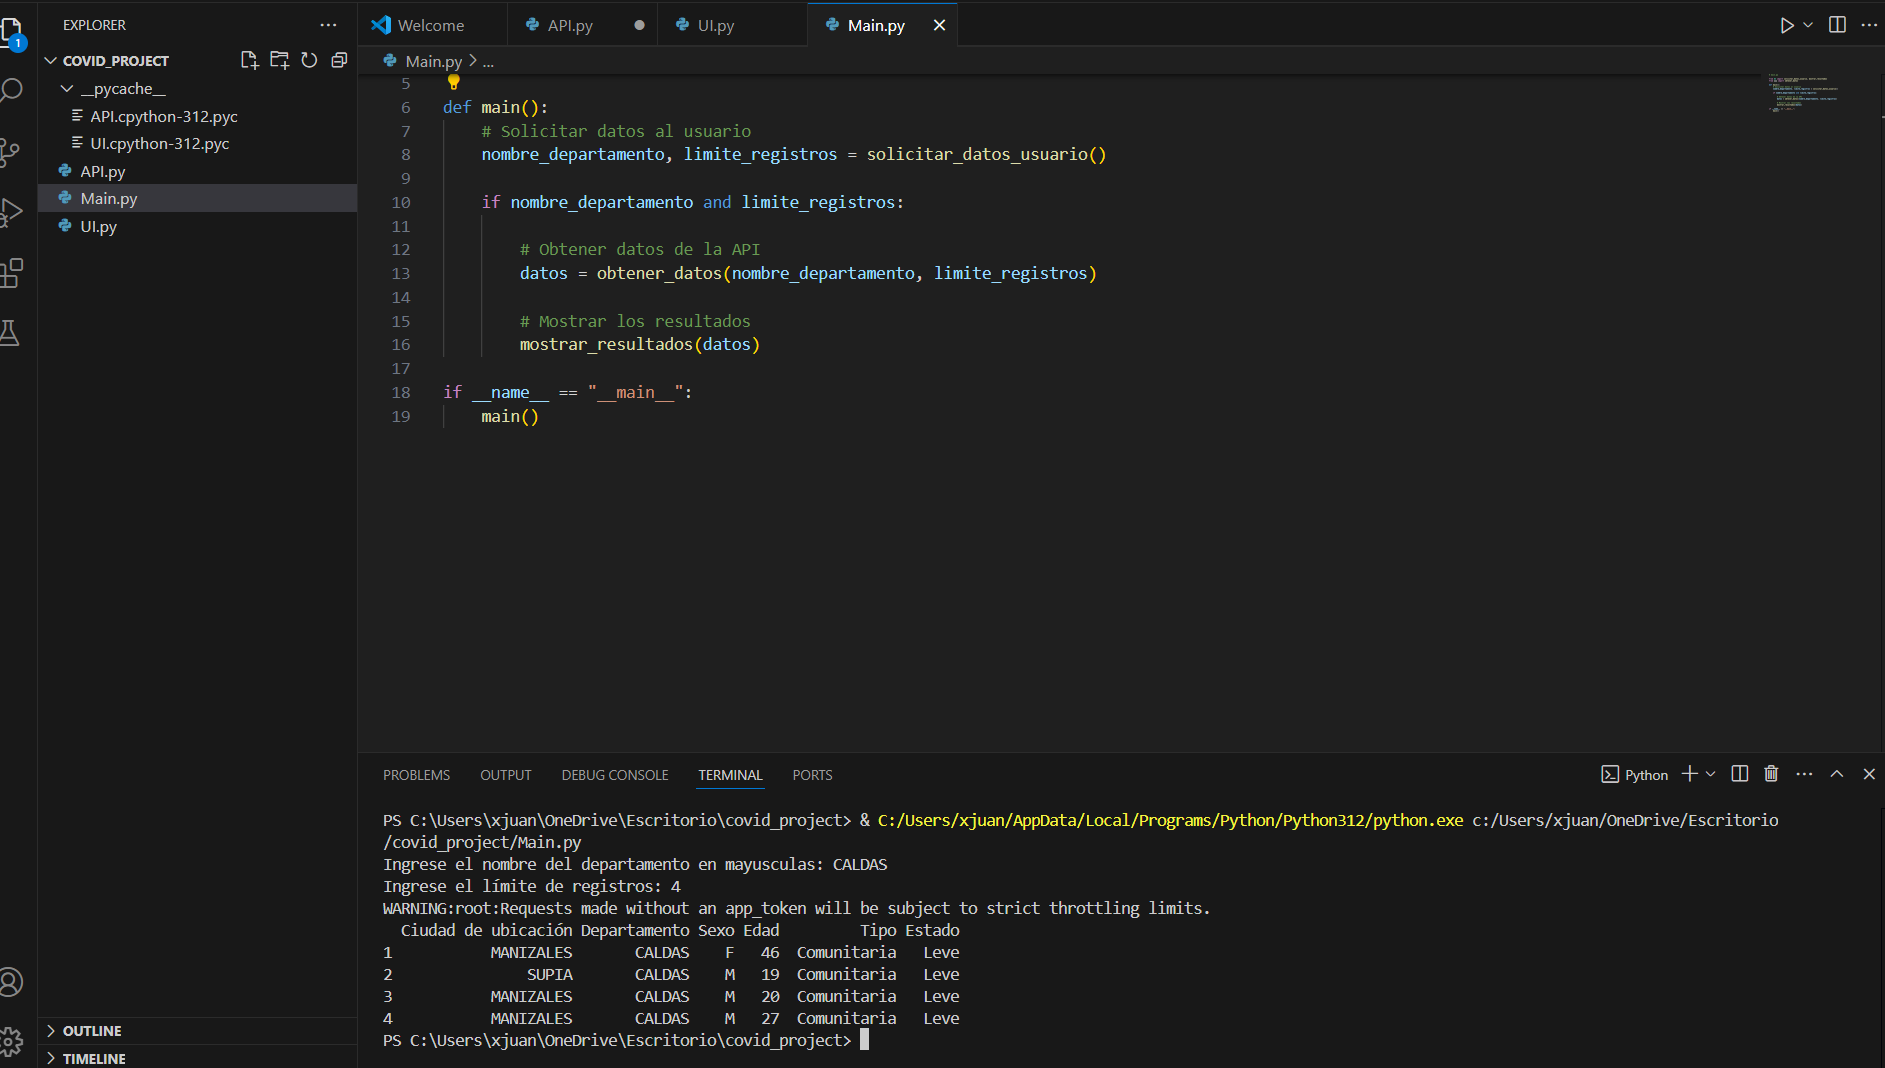 EXPLORER
COVID_PROJECT
__pycache__
API.cpython-312.pyc
UI.cpython-312.pyc
API.py
Main.py
UI.py
OUTLINE
TIMELINE
1
Welcome
API.py
UI.py
Main.py
Main.py > ...
5
6 def main():
7 # Solicitar datos al usuario
8 nombre_departamento, limite_registros = solicitar_datos_usuario()
9
10 if nombre_departamento and limite_registros:
11
12 # Obtener datos de la API
13 datos = obtener_datos(nombre_departamento, limite_registros)
14
15 # Mostrar los resultados
16 mostrar_resultados(datos)
17
18 if __name__ == "__main__":
19 main()
PROBLEMS OUTPUT DEBUG CONSOLE TERMINAL PORTS
Python
PS C:\Users\xjuan\OneDrive\Escritorio\covid_project> & C:/Users/xjuan/AppData/Local/Programs/Python/Python312/python.exe c:/Users/xjuan/OneDrive/Escritorio
/covid_project/Main.py
Ingrese el nombre del departamento en mayusculas: CALDAS
Ingrese el límite de registros: 4
WARNING:root:Requests made without an app_token will be subject to strict throttling limits.
Ciudad de ubicación Departamento Sexo Edad Tipo Estado
1 MANIZALES CALDAS F 46 Comunitaria Leve
2 SUPIA CALDAS M 19 Comunitaria Leve
3 MANIZALES CALDAS M 20 Comunitaria Leve
4 MANIZALES CALDAS M 27 Comunitaria Leve
PS C:\Users\xjuan\OneDrive\Escritorio\covid_project>